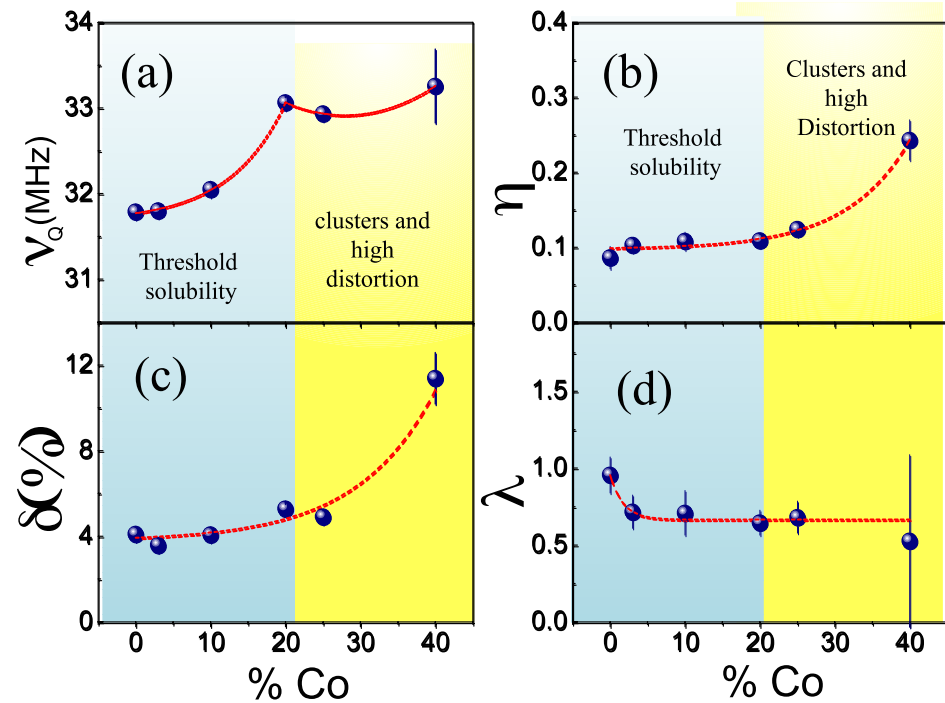 (a)
34
33
32
31
νQ(MHz)
Threshold
solubility
clusters and
high
distortion
(b)
0.4
0.3
0.2
0.1
0.0
η
Threshold
solubility
Clusters and
high
Distortion
(c)
12
8
4
0
δ(%)
0 10 20 30 40
% Co
(d)
1.5
1.0
0.5
0.0
λ
0 10 20 30 40
% Co